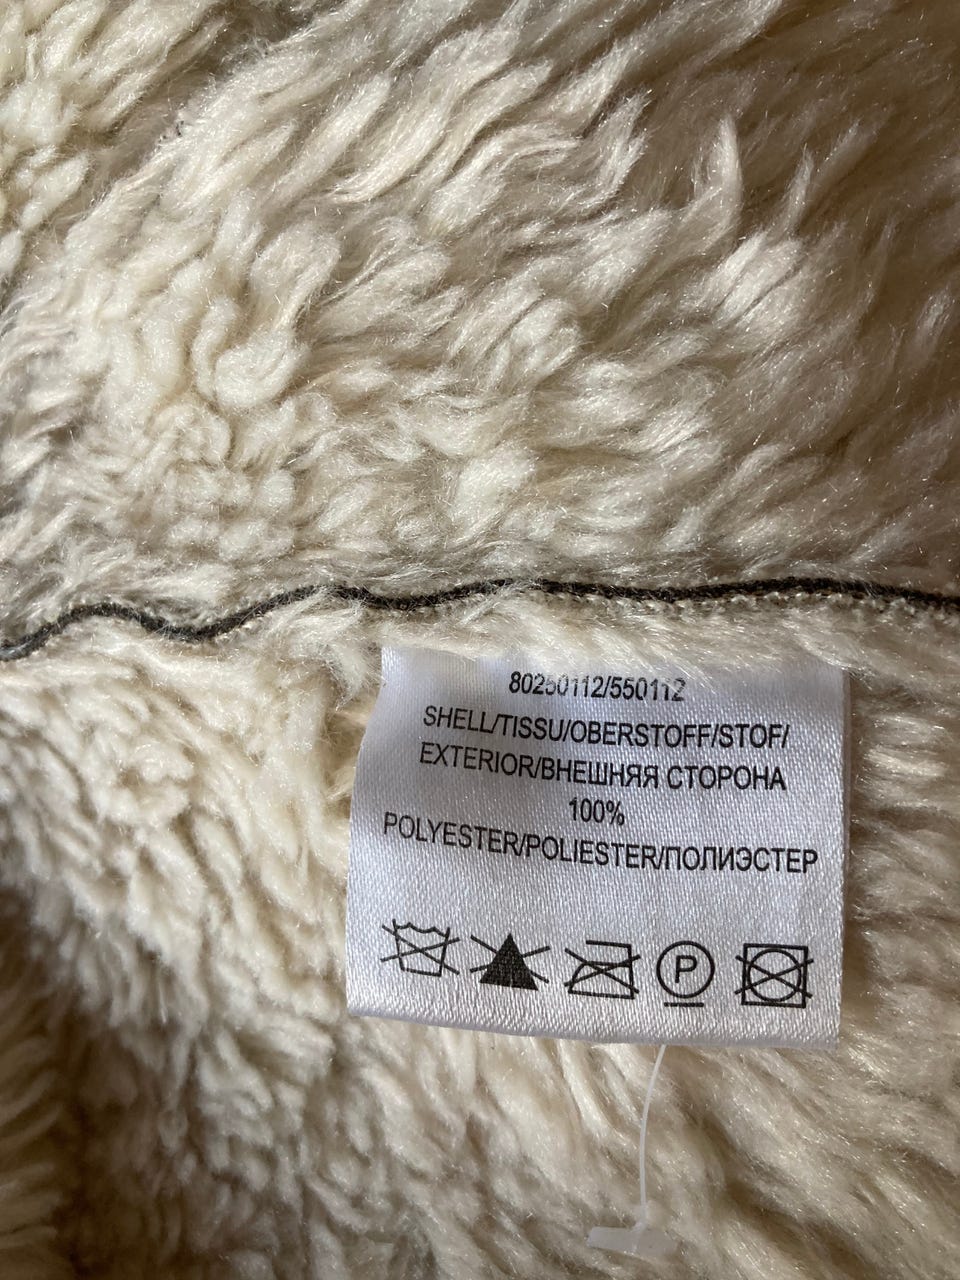 80250112/550112
SHELL/TISSU/OBERSTOFF/STOF/
EXTERIOR/ВНЕШНЯЯ СТОРОНА
100%
POLYESTER/POLIESTER/ПОЛИЭСТЕР
P